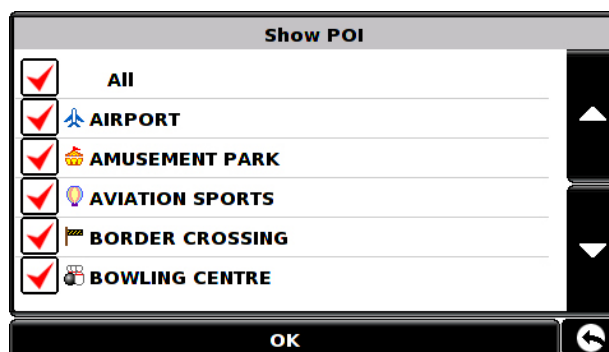 Show POI
All
AIRPORT
AMUSEMENT PARK
AVIATION SPORTS
BORDER CROSSING
BOWLING CENTRE
OK